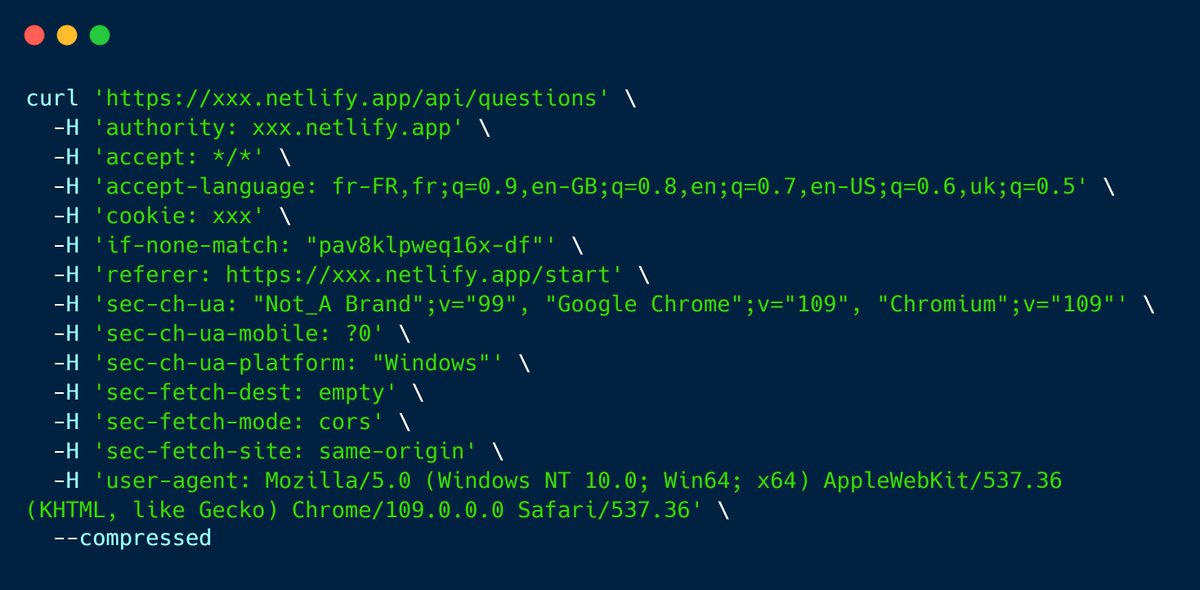 curl 'https://xxx.netlify.app/api/questions' \
  -H 'authority: xxx.netlify.app' \
  -H 'accept: */*' \
  -H 'accept-language: fr-FR,fr;q=0.9,en-GB;q=0.8,en;q=0.7,en-US;q=0.6,uk;q=0.5' \
  -H 'cookie: xxx' \
  -H 'if-none-match: "pav8klpweq16x-df"' \
  -H 'referer: https://xxx.netlify.app/start' \
  -H 'sec-ch-ua: "Not_A Brand";v="99", "Google Chrome";v="109", "Chromium";v="109"' \
  -H 'sec-ch-ua-mobile: ?0' \
  -H 'sec-ch-ua-platform: "Windows"' \
  -H 'sec-fetch-dest: empty' \
  -H 'sec-fetch-mode: cors' \
  -H 'sec-fetch-site: same-origin' \
  -H 'user-agent: Mozilla/5.0 (Windows NT 10.0; Win64; x64) AppleWebKit/537.36
(KHTML, like Gecko) Chrome/109.0.0.0 Safari/537.36' \
  --compressed